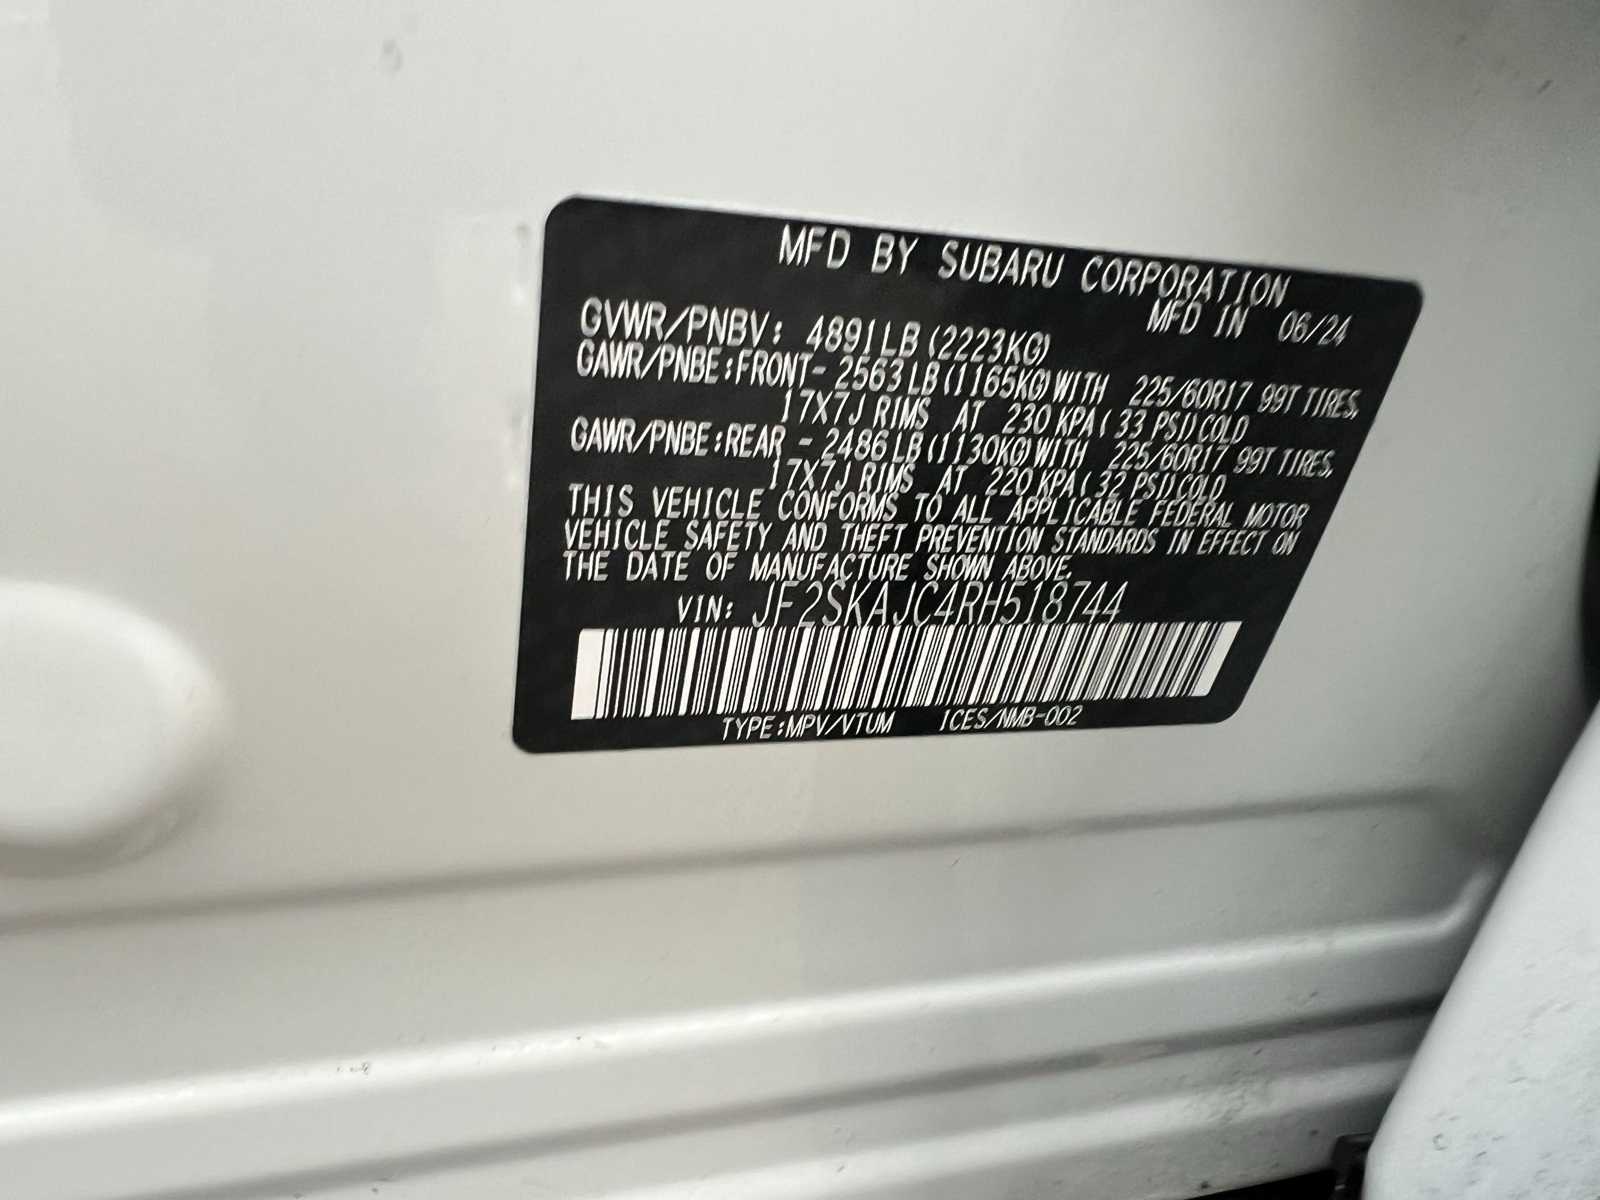 MFD BY SUBARU CORPORATION
MFD IN 06/24
GVWR/PNBV: 4891LB(2223KG)
GAWR/PNBE:FRONT- 2563LB(1165KG)WITH 225/60R17 99T TIRES,
17X7J RIMS AT 230 KPA( 33 PSI)COLD
GAWR/PNBE:REAR - 2486LB(1130KG)WITH 225/60R17 99T TIRES,
17X7J RIMS AT 220 KPA( 32 PSI)COLD
THIS VEHICLE CONFORMS TO ALL APPLICABLE FEDERAL MOTOR
VEHICLE SAFETY AND THEFT PREVENTION STANDARDS IN EFFECT ON
THE DATE OF MANUFACTURE SHOWN ABOVE.
VIN: JF2SKAJC4RH518744
TYPE:MPV/VTUM ICES/NMB-002